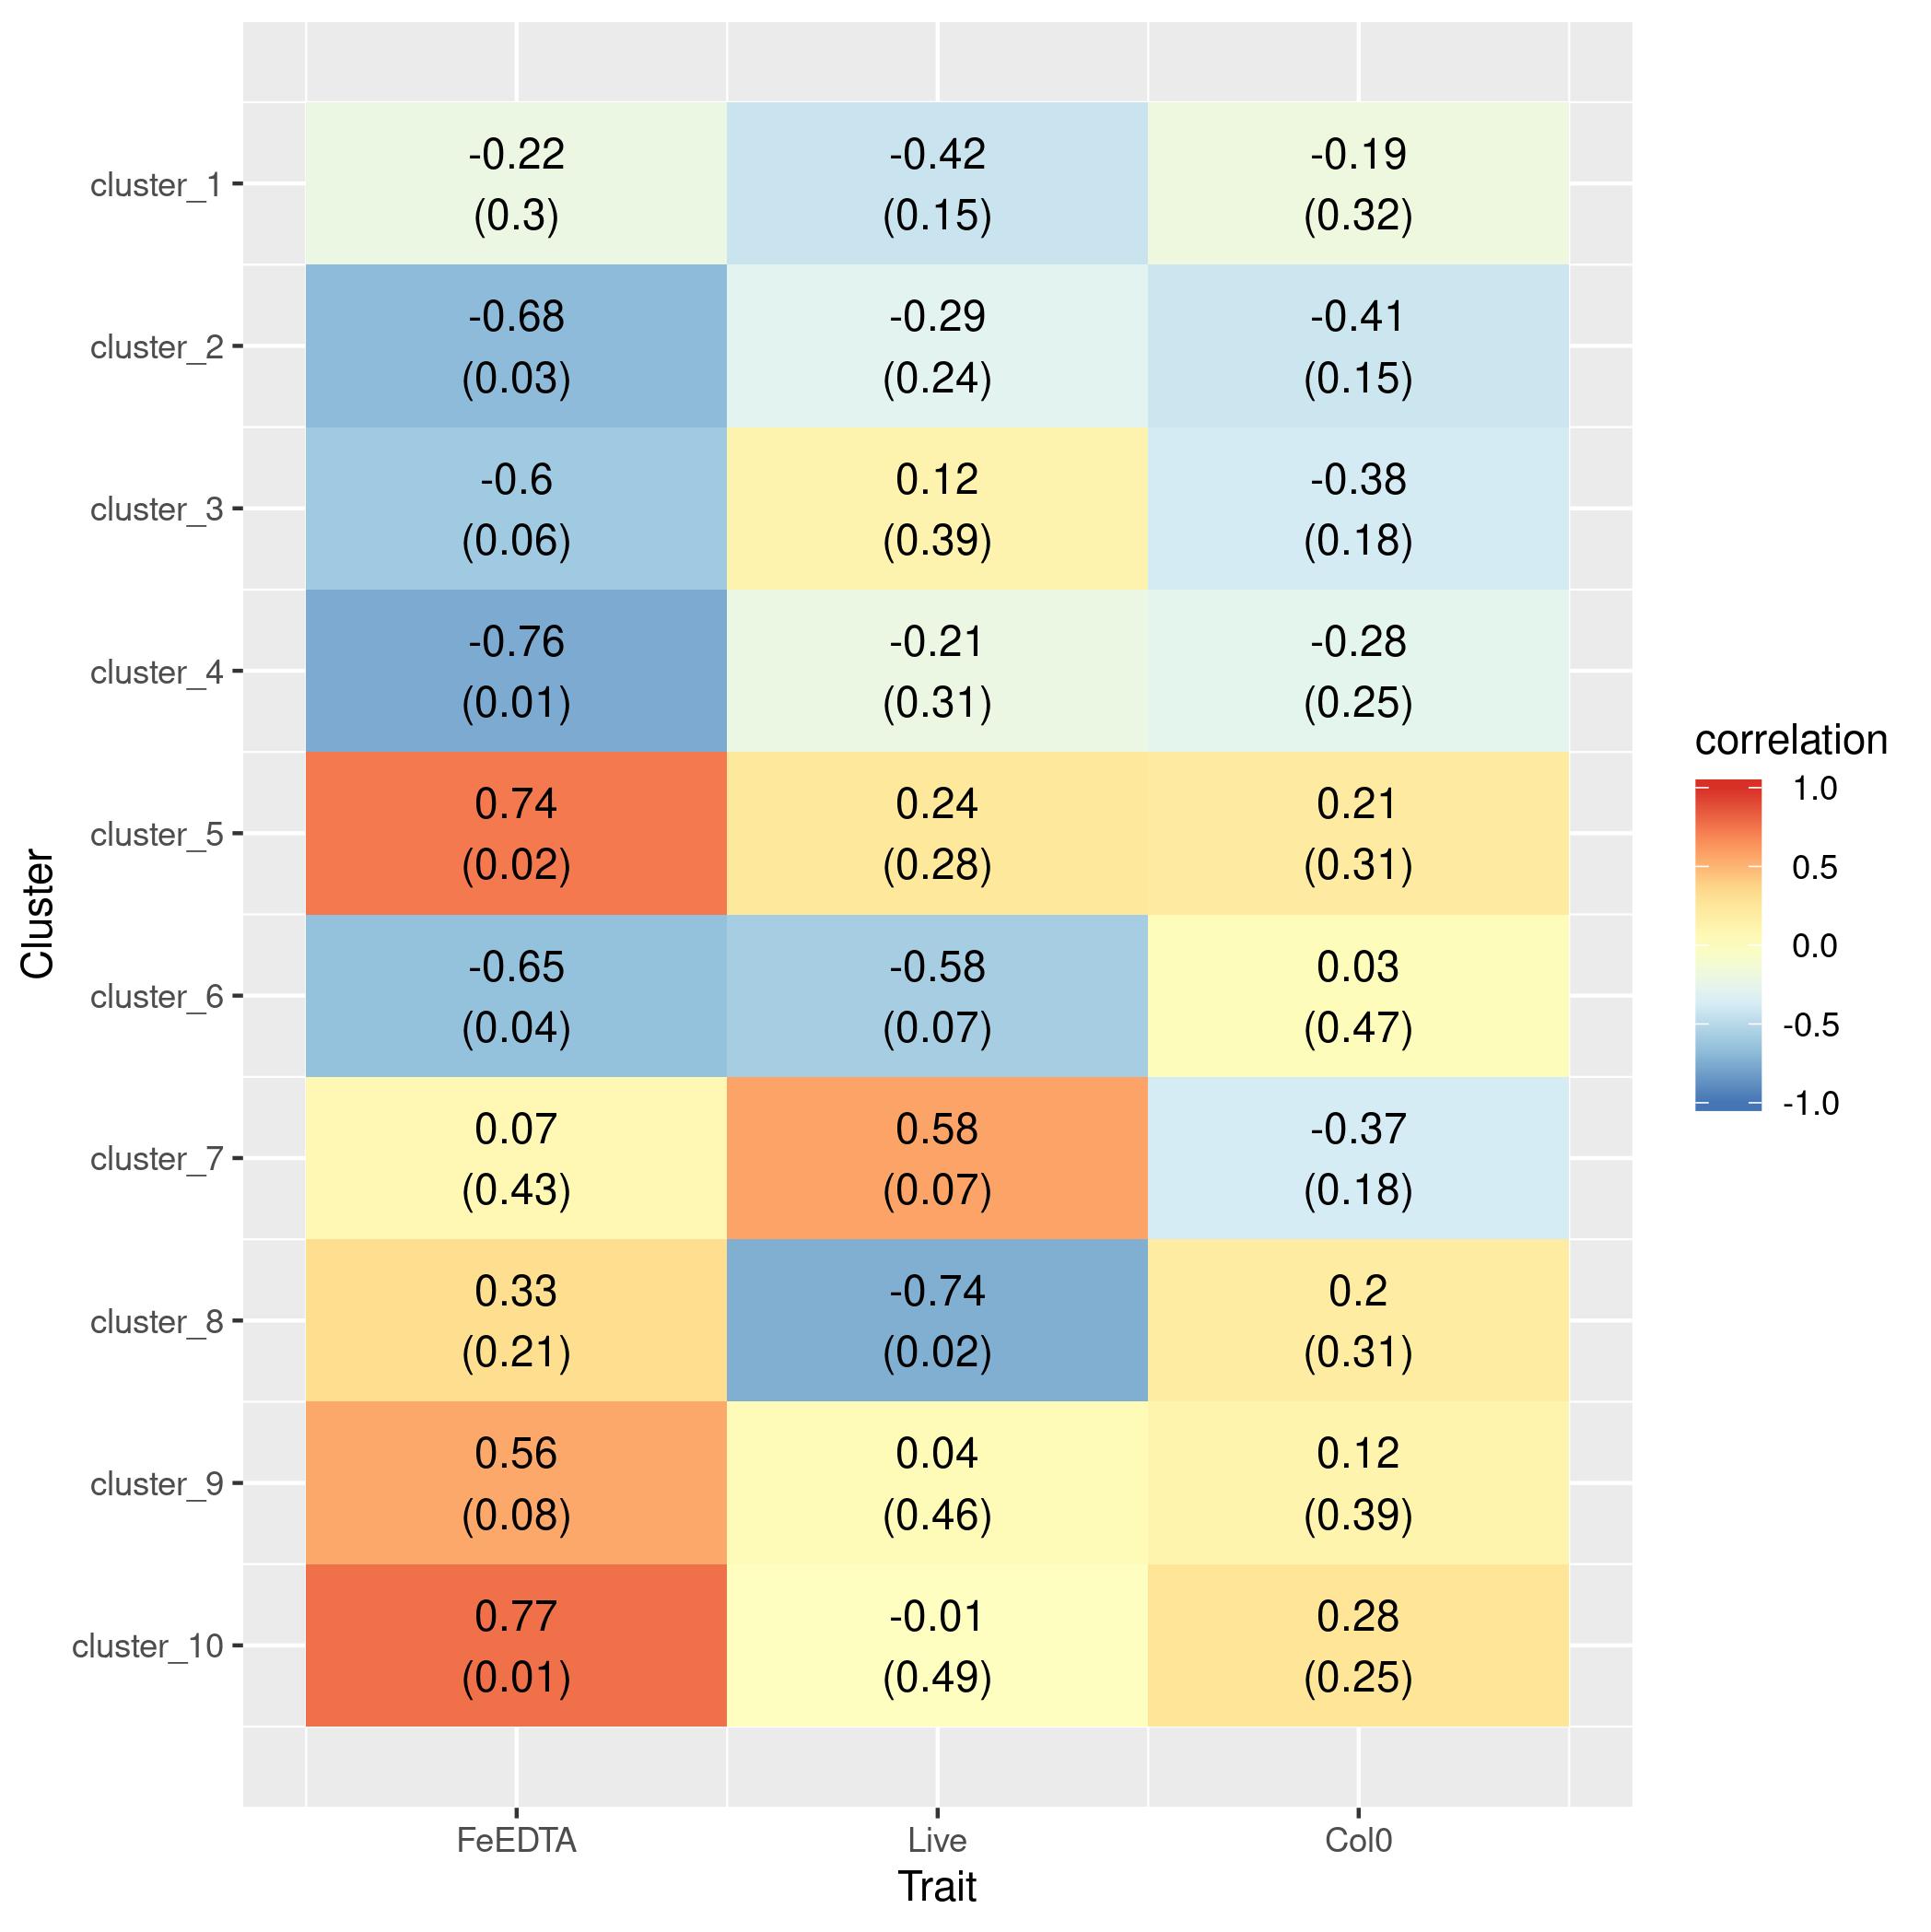 cluster_1 -0.22 -0.42 -0.19
(0.3) (0.15) (0.32)
cluster_2 -0.68 -0.29 -0.41
(0.03) (0.24) (0.15)
cluster_3 -0.6 0.12 -0.38
(0.06) (0.39) (0.18)
cluster_4 -0.76 -0.21 -0.28
(0.01) (0.31) (0.25)
cluster_5 0.74 0.24 0.21
(0.02) (0.28) (0.31)
cluster_6 -0.65 -0.58 0.03
(0.04) (0.07) (0.47)
cluster_7 0.07 0.58 -0.37
(0.43) (0.07) (0.18)
cluster_8 0.33 -0.74 0.2
(0.21) (0.02) (0.31)
cluster_9 0.56 0.04 0.12
(0.08) (0.46) (0.39)
cluster_10 0.77 -0.01 0.28
(0.01) (0.49) (0.25)
FeEDTA Live Col0
Trait
Cluster
correlation
1.0
0.5
0.0
-0.5
-1.0